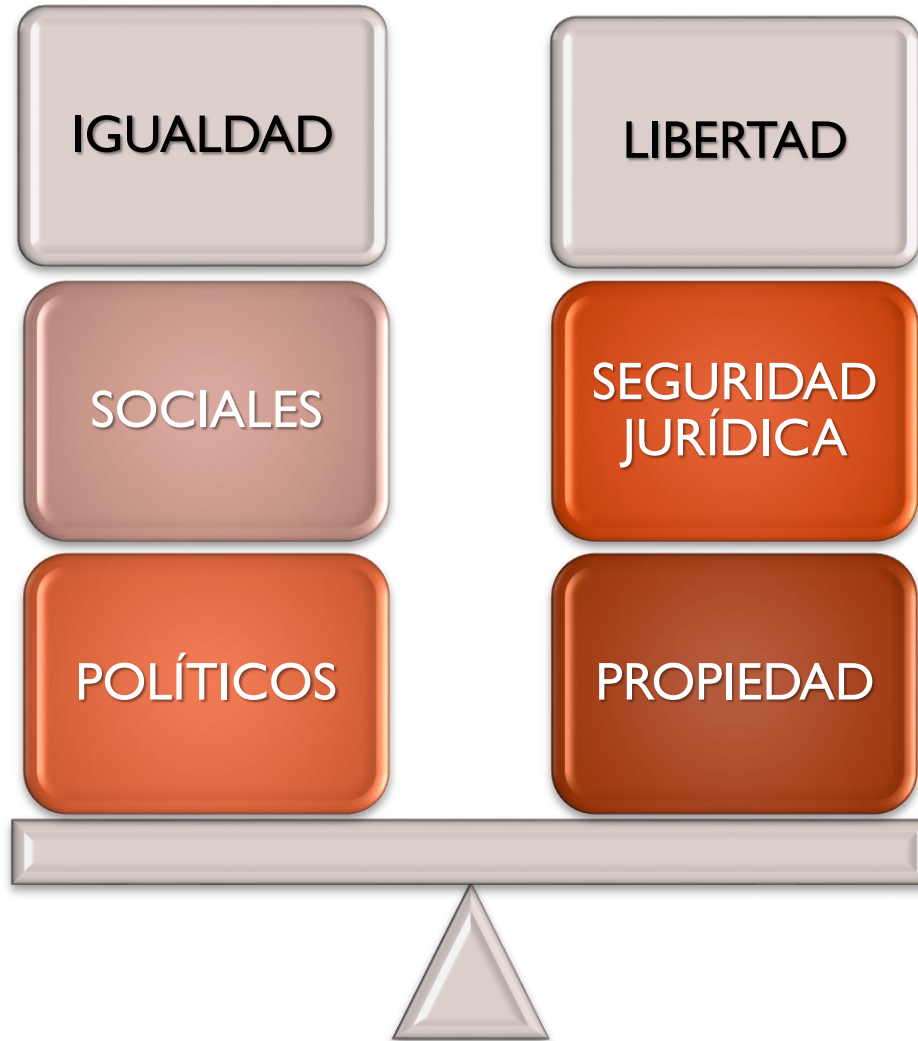 IGUALDAD
LIBERTAD
SOCIALES
SEGURIDAD
JURÍDICA
POLÍTICOS
PROPIEDAD